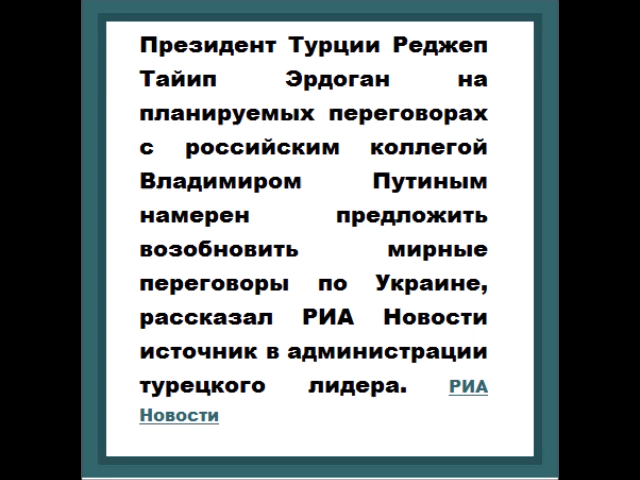 Президент Турции Реджеп
Тайип Эрдоган на
планируемых переговорах
с российским коллегой
Владимиром Путиным
намерен предложить
возобновить мирные
переговоры по Украине,
рассказал РИА Новости
источник в администрации
турецкого лидера. РИА
Новости